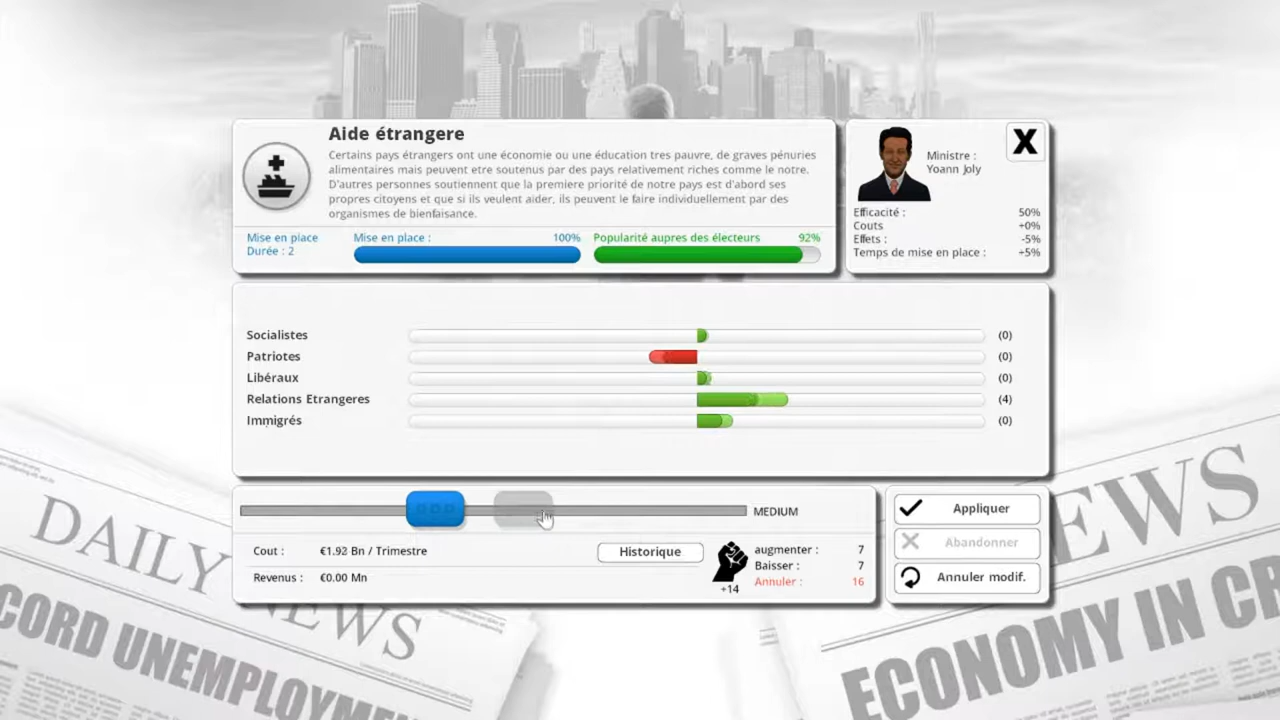 Aide étrangere
Certains pays étrangers ont une économie ou une éducation tres pauvre, de graves pénuries
alimentaires mais peuvent etre soutenus par des pays relativement riches comme le notre.
D'autres personnes soutiennent que la premiere priorité de notre pays est d'abord ses
propres citoyens et que si ils veulent aider, ils peuvent le faire individuellement par des
organismes de bienfaisance.
Mise en place
Durée : 2
Mise en place : 100%
Popularité aupres des électeurs 92%
X
Ministre :
Yoann Joly
Efficacité : 50%
Couts +0%
Effets : -5%
Temps de mise en place : +5%
Socialistes (0)
Patriotes (0)
Libéraux (0)
Relations Etrangeres (4)
Immigrés (0)
MEDIUM
Cout : €1.92 Bn / Trimestre
Revenus : €0.00 Mn
Historique
+14
augmenter : 7
Baisser : 7
Annuler : 16
Appliquer
Abandonner
Annuler modif.
DAILY NEWS
CORD UNEMPLOYM
EWS
ECONOMY IN CR